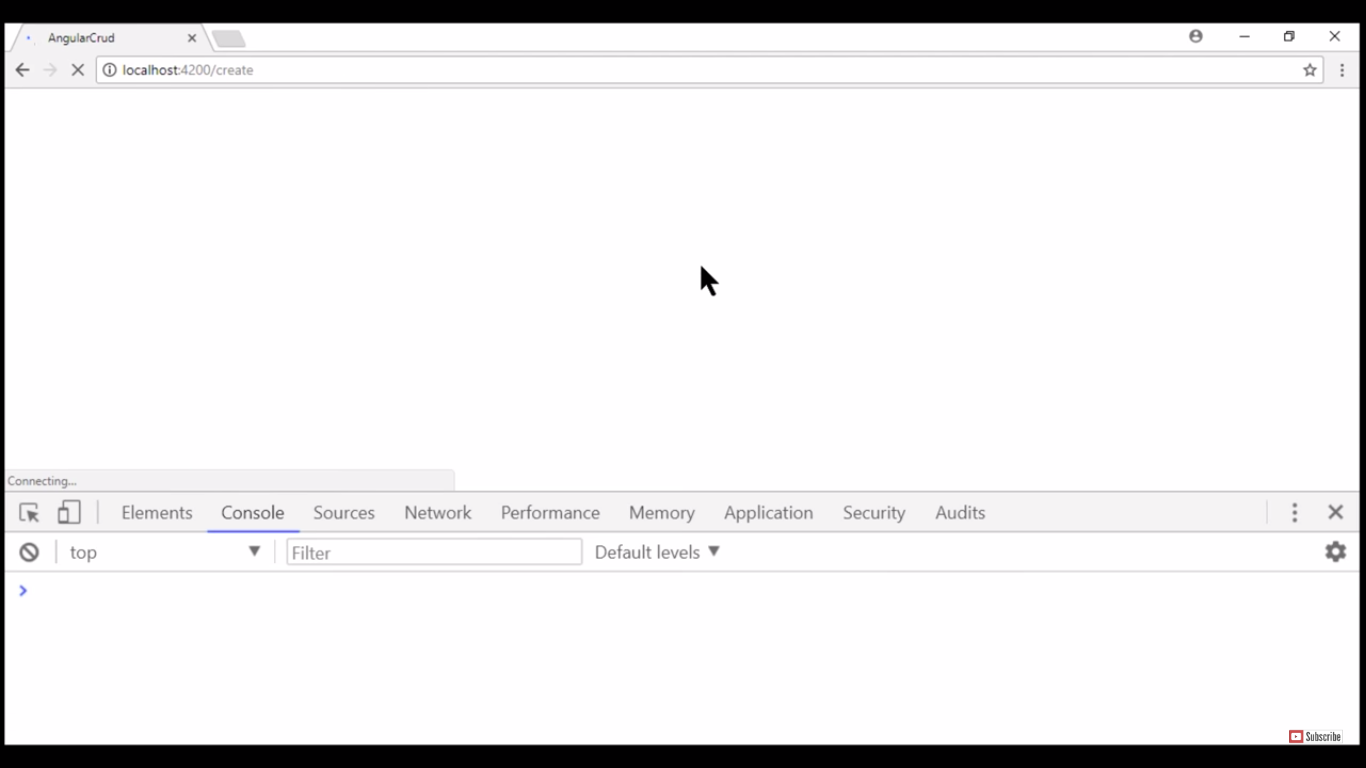 AngularCrud
localhost:4200/create
Connecting...
Elements Console Sources Network Performance Memory Application Security Audits
top Filter Default levels
Subscribe